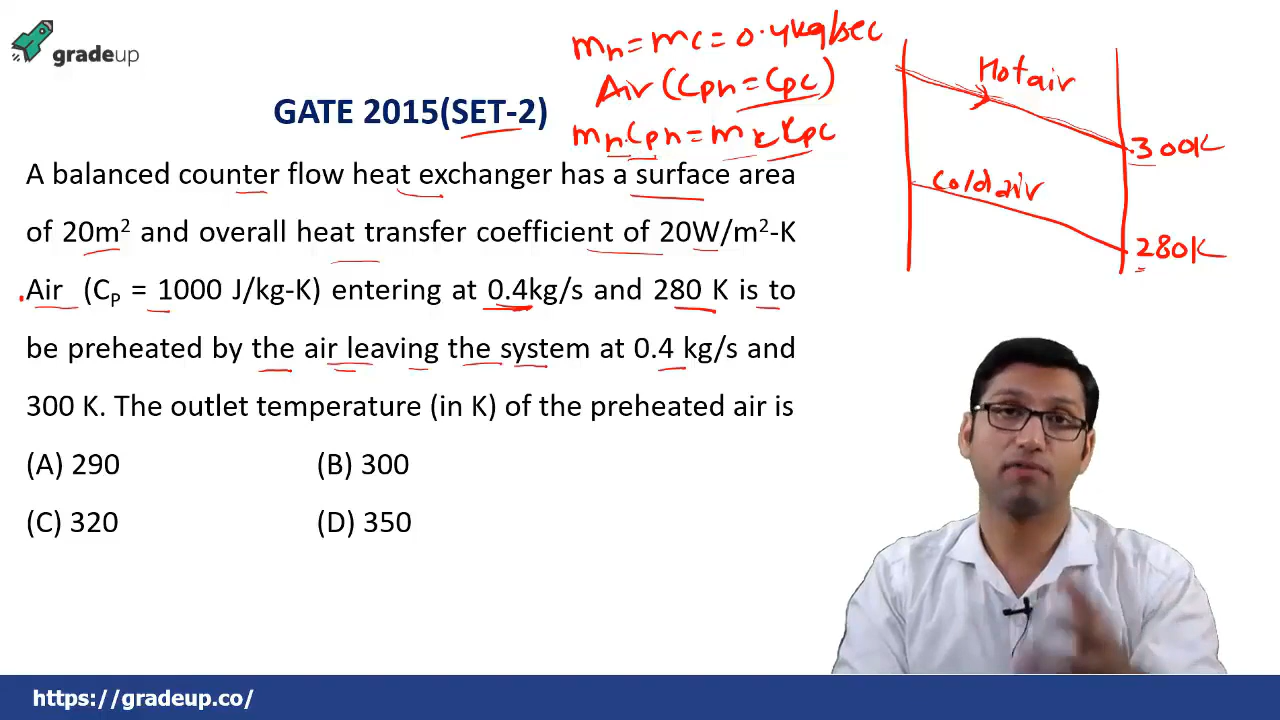 gradeup
GATE 2015(SET-2)
mh = mc = 0.4kg/sec
Air (Cph = Cpc)
mh.Cph = mc × Cpc
Hot air
300K
Cold air
280K
A balanced counter flow heat exchanger has a surface area
of 20m² and overall heat transfer coefficient of 20W/m²-K
Air (CP = 1000 J/kg-K) entering at 0.4kg/s and 280 K is to
be preheated by the air leaving the system at 0.4 kg/s and
300 K. The outlet temperature (in K) of the preheated air is
(A) 290 (B) 300
(C) 320 (D) 350
https://gradeup.co/